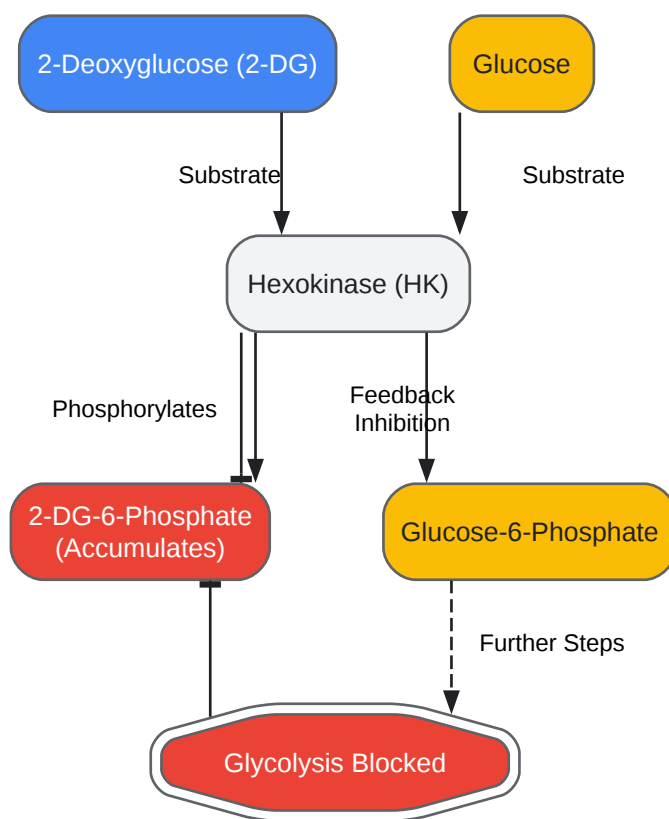 2-Deoxyglucose (2-DG)
Glucose
Substrate
Substrate
Hexokinase (HK)
Phosphorylates
Feedback
Inhibition
2-DG-6-Phosphate
(Accumulates)
Glucose-6-Phosphate
Further Steps
Glycolysis Blocked